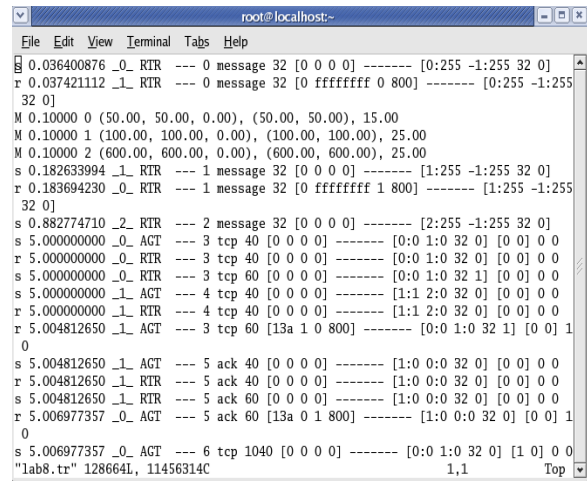 root@localhost:~
File Edit View Terminal Tabs Help
s 0.036400876 _0_ RTR --- 0 message 32 [0 0 0 0] ------- [0:255 -1:255 32 0]
r 0.037421112 _1_ RTR --- 0 message 32 [0 ffffffff 0 800] ------- [0:255 -1:255
32 0]
M 0.10000 0 (50.00, 50.00, 0.00), (50.00, 50.00), 15.00
M 0.10000 1 (100.00, 100.00, 0.00), (100.00, 100.00), 25.00
M 0.10000 2 (600.00, 600.00, 0.00), (600.00, 600.00), 25.00
s 0.182633994 _1_ RTR --- 1 message 32 [0 0 0 0] ------- [1:255 -1:255 32 0]
r 0.183694230 _0_ RTR --- 1 message 32 [0 ffffffff 1 800] ------- [1:255 -1:255
32 0]
s 0.882774710 _2_ RTR --- 2 message 32 [0 0 0 0] ------- [2:255 -1:255 32 0]
s 5.000000000 _0_ AGT --- 3 tcp 40 [0 0 0 0] ------- [0:0 1:0 32 0] [0 0] 0 0
r 5.000000000 _0_ RTR --- 3 tcp 40 [0 0 0 0] ------- [0:0 1:0 32 0] [0 0] 0 0
s 5.000000000 _0_ RTR --- 3 tcp 60 [0 0 0 0] ------- [0:0 1:0 32 1] [0 0] 0 0
s 5.000000000 _1_ AGT --- 4 tcp 40 [0 0 0 0] ------- [1:1 2:0 32 0] [0 0] 0 0
r 5.000000000 _1_ RTR --- 4 tcp 40 [0 0 0 0] ------- [1:1 2:0 32 0] [0 0] 0 0
r 5.004812650 _1_ AGT --- 3 tcp 60 [13a 1 0 800] ------- [0:0 1:0 32 1] [0 0] 1
0
s 5.004812650 _1_ AGT --- 5 ack 40 [0 0 0 0] ------- [1:0 0:0 32 0] [0 0] 0 0
r 5.004812650 _1_ RTR --- 5 ack 40 [0 0 0 0] ------- [1:0 0:0 32 0] [0 0] 0 0
s 5.004812650 _1_ RTR --- 5 ack 60 [0 0 0 0] ------- [1:0 0:0 32 0] [0 0] 0 0
r 5.006977357 _0_ AGT --- 5 ack 60 [13a 0 1 800] ------- [1:0 0:0 32 0] [0 0] 1
0
s 5.006977357 _0_ AGT --- 6 tcp 1040 [0 0 0 0] ------- [0:0 1:0 32 0] [1 0] 0 0
"lab8.tr" 128664L, 11456314C 1,1 Top